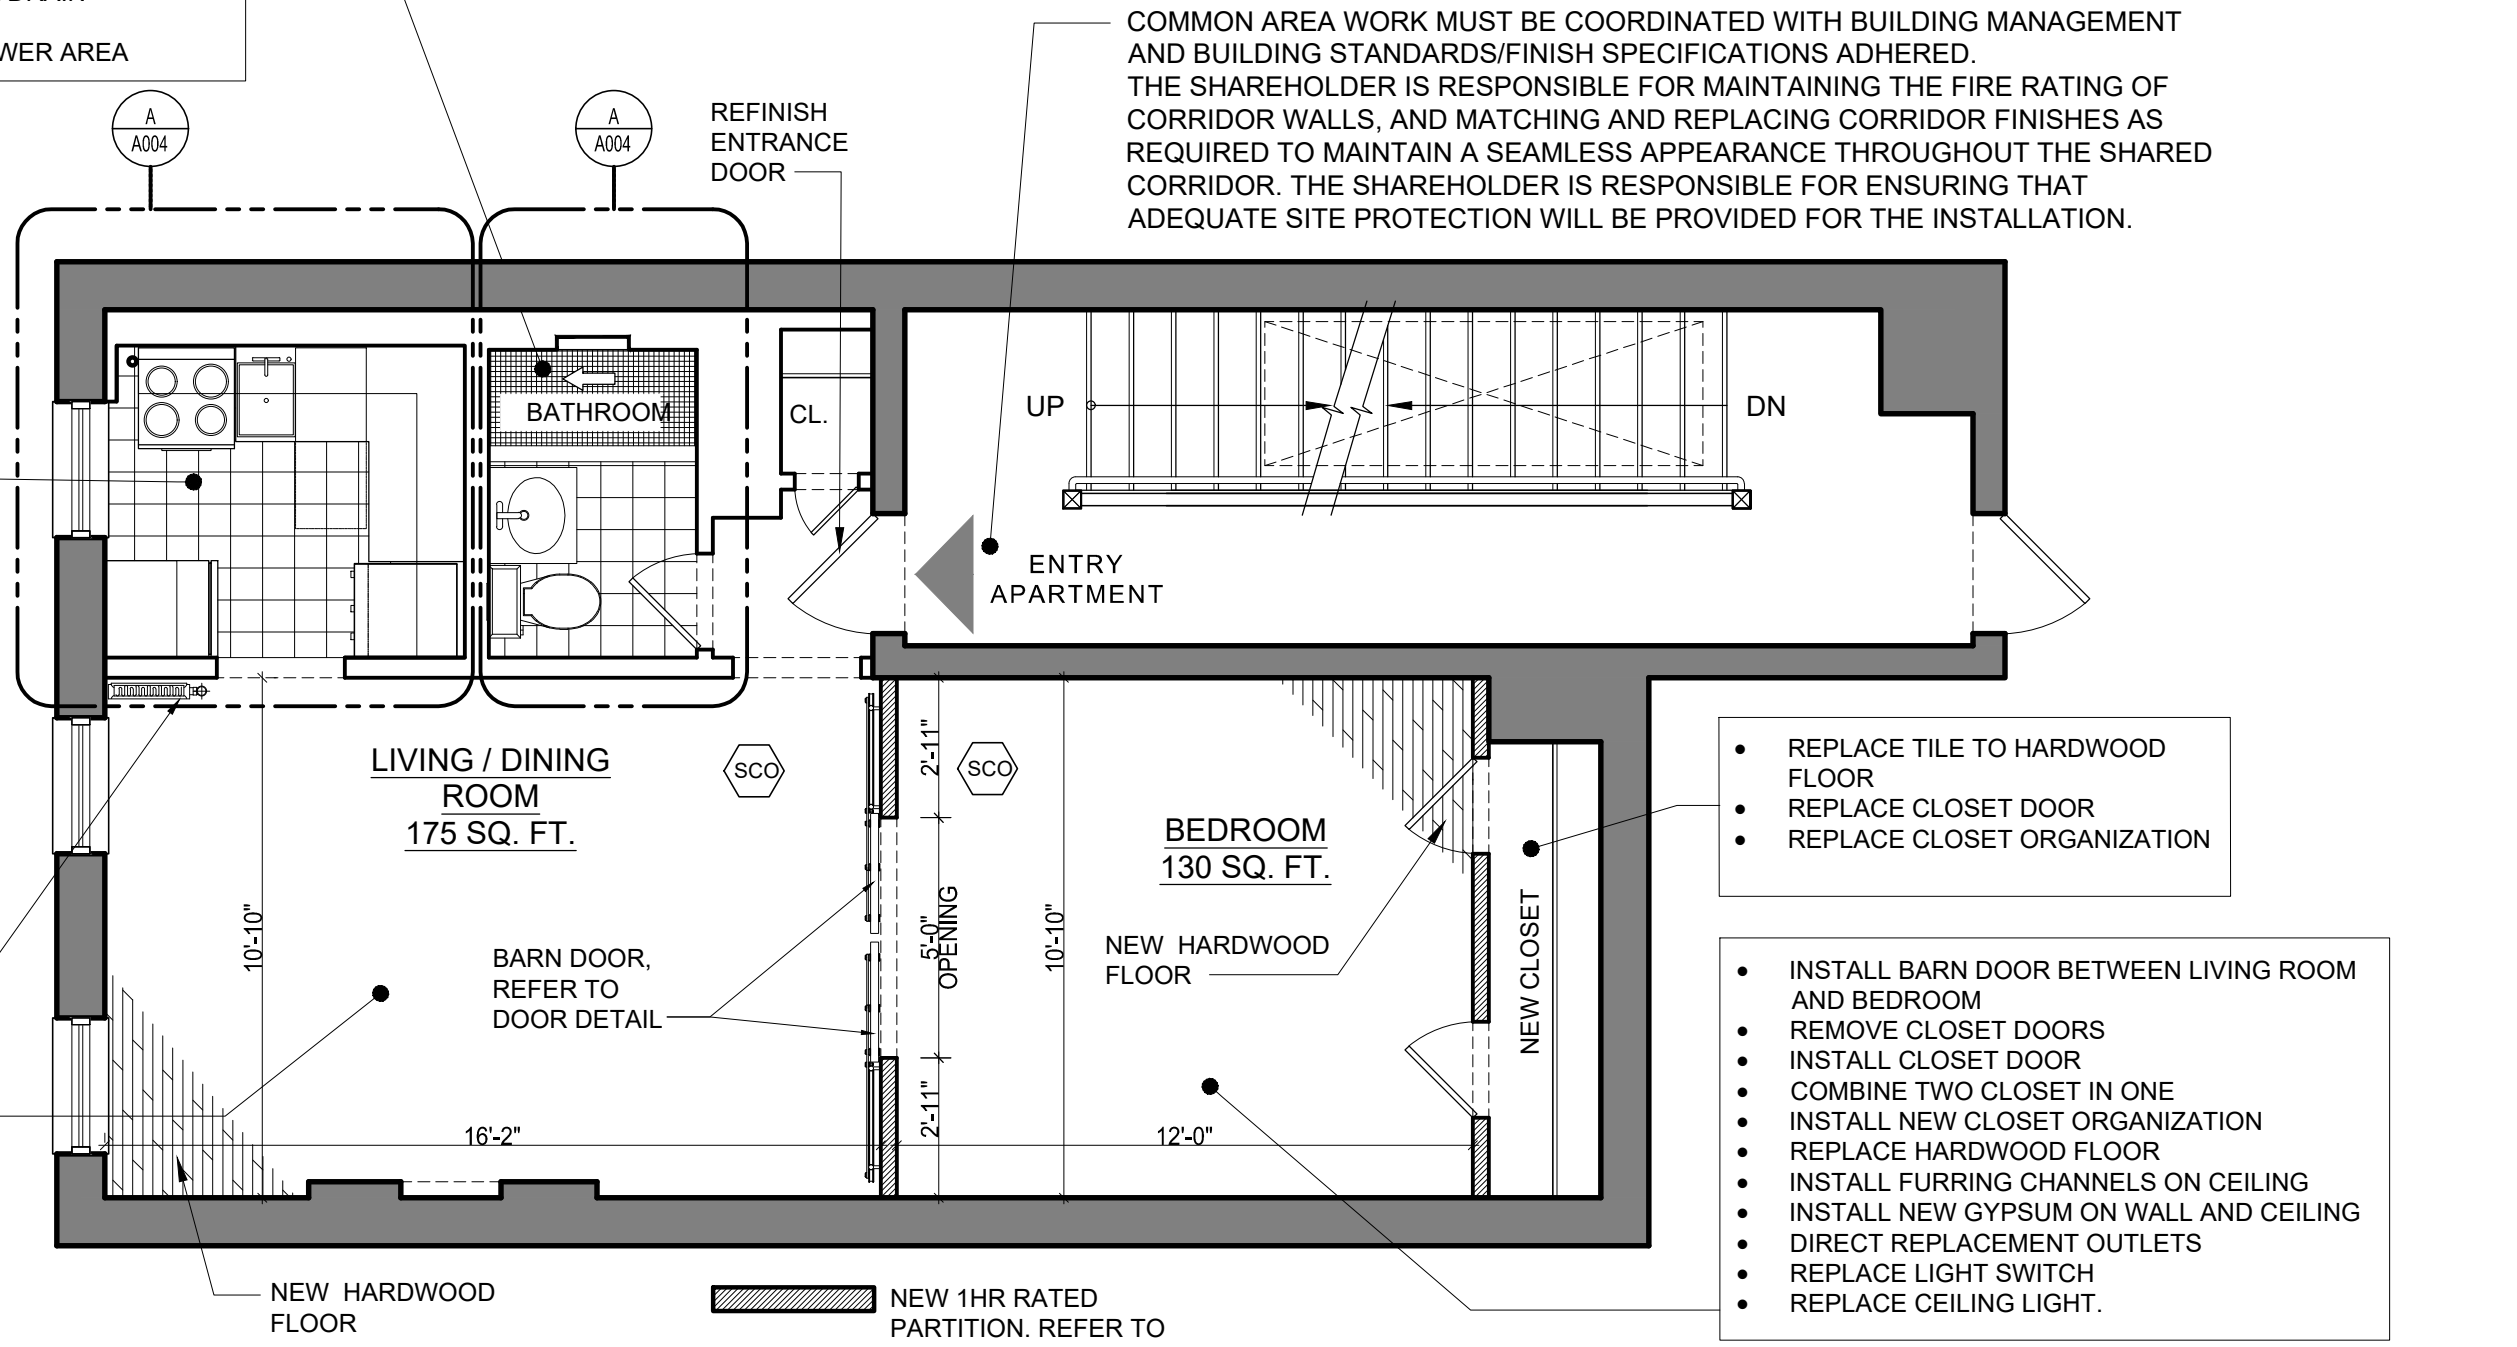 WER AREA
COMMON AREA WORK MUST BE COORDINATED WITH BUILDING MANAGEMENT
AND BUILDING STANDARDS/FINISH SPECIFICATIONS ADHERED.
THE SHAREHOLDER IS RESPONSIBLE FOR MAINTAINING THE FIRE RATING OF
CORRIDOR WALLS, AND MATCHING AND REPLACING CORRIDOR FINISHES AS
REQUIRED TO MAINTAIN A SEAMLESS APPEARANCE THROUGHOUT THE SHARED
CORRIDOR. THE SHAREHOLDER IS RESPONSIBLE FOR ENSURING THAT
ADEQUATE SITE PROTECTION WILL BE PROVIDED FOR THE INSTALLATION.
A
A004
A
A004
REFINISH
ENTRANCE
DOOR
BATHROOM
CL.
UP
DN
ENTRY
APARTMENT
LIVING / DINING
ROOM
175 SQ. FT.
SCO
SCO
2'-11"
5'-0"
OPENING
2'-11"
10'-10"
10'-10"
16'-2"
12'-0"
BEDROOM
130 SQ. FT.
BARN DOOR,
REFER TO
DOOR DETAIL
NEW HARDWOOD
FLOOR
NEW CLOSET
• REPLACE TILE TO HARDWOOD
FLOOR
• REPLACE CLOSET DOOR
• REPLACE CLOSET ORGANIZATION
• INSTALL BARN DOOR BETWEEN LIVING ROOM
AND BEDROOM
• REMOVE CLOSET DOORS
• INSTALL CLOSET DOOR
• COMBINE TWO CLOSET IN ONE
• INSTALL NEW CLOSET ORGANIZATION
• REPLACE HARDWOOD FLOOR
• INSTALL FURRING CHANNELS ON CEILING
• INSTALL NEW GYPSUM ON WALL AND CEILING
• DIRECT REPLACEMENT OUTLETS
• REPLACE LIGHT SWITCH
• REPLACE CEILING LIGHT.
NEW HARDWOOD
FLOOR
NEW 1HR RATED
PARTITION. REFER TO